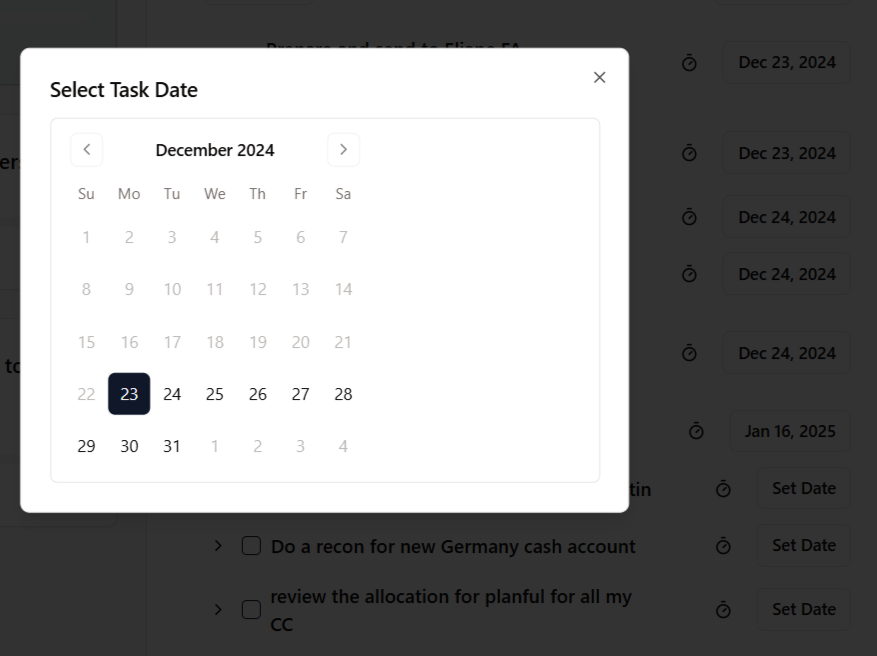 Prepare and send to Eliane FA
Dec 23, 2024
Select Task Date
December 2024
Dec 23, 2024
ers
Su Mo Tu We Th Fr Sa
Dec 24, 2024
1 2 3 4 5 6 7
Dec 24, 2024
8 9 10 11 12 13 14
15 16 17 18 19 20 21
Dec 24, 2024
to
22 23 24 25 26 27 28
Jan 16, 2025
29 30 31 1 2 3 4
tin
Set Date
Do a recon for new Germany cash account
Set Date
review the allocation for planful for all my
CC
Set Date